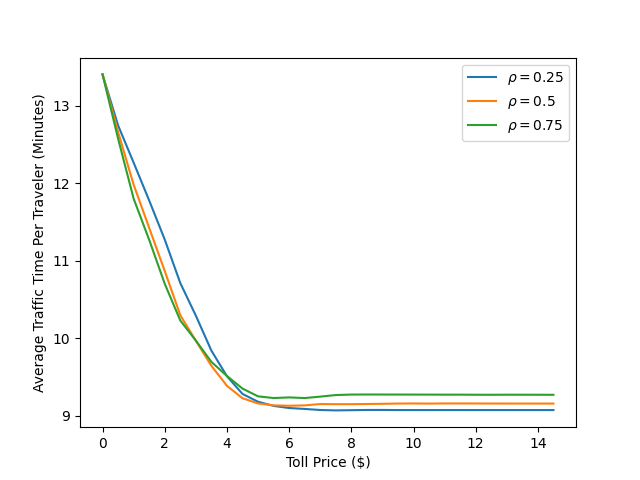 ρ = 0.25
ρ = 0.5
ρ = 0.75
Average Traffic Time Per Traveler (Minutes)
13
12
11
10
9
0 2 4 6 8 10 12 14
Toll Price ($)